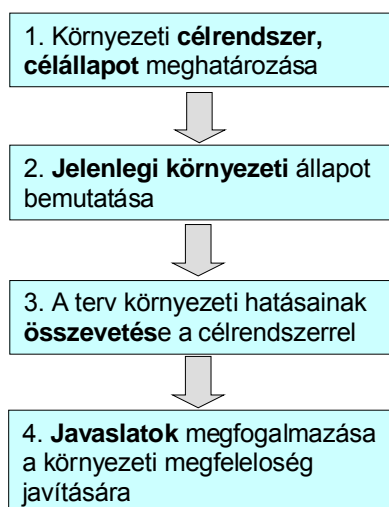 1. Környezeti célrendszer,
célállapot meghatározása
2. Jelenlegi környezeti állapot
bemutatása
3. A terv környezeti hatásainak
összevetése a célrendszerrel
4. Javaslatok megfogalmazása
a környezeti megfeleloség
javítására